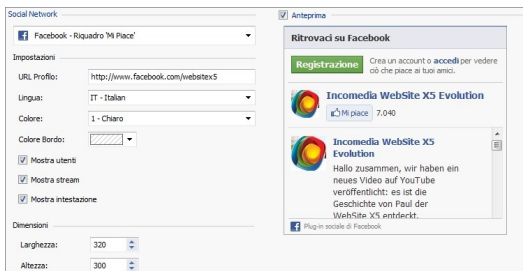 Social Network
Facebook - Riquadro 'Mi Piace'
Impostazioni
URL Profilo: http://www.facebook.com/websitex5
Lingua: IT - Italian
Colore: 1 - Chiaro
Colore Bordo:
Mostra utenti
Mostra stream
Mostra intestazione
Dimensioni
Larghezza: 320
Altezza: 300
Anteprima
Ritrovaci su Facebook
Registrazione
Crea un account o accedi per vedere
ciò che piace ai tuoi amici.
Incomedia WebSite X5 Evolution
Mi piace 7.040
Incomedia WebSite X5
Evolution
Hallo zusammen, wir haben ein
neues Video auf YouTube
veröffentlicht: es ist die
Geschichte von Paul der
WebSite X5 entdeckt.
Plug-in sociale di Facebook